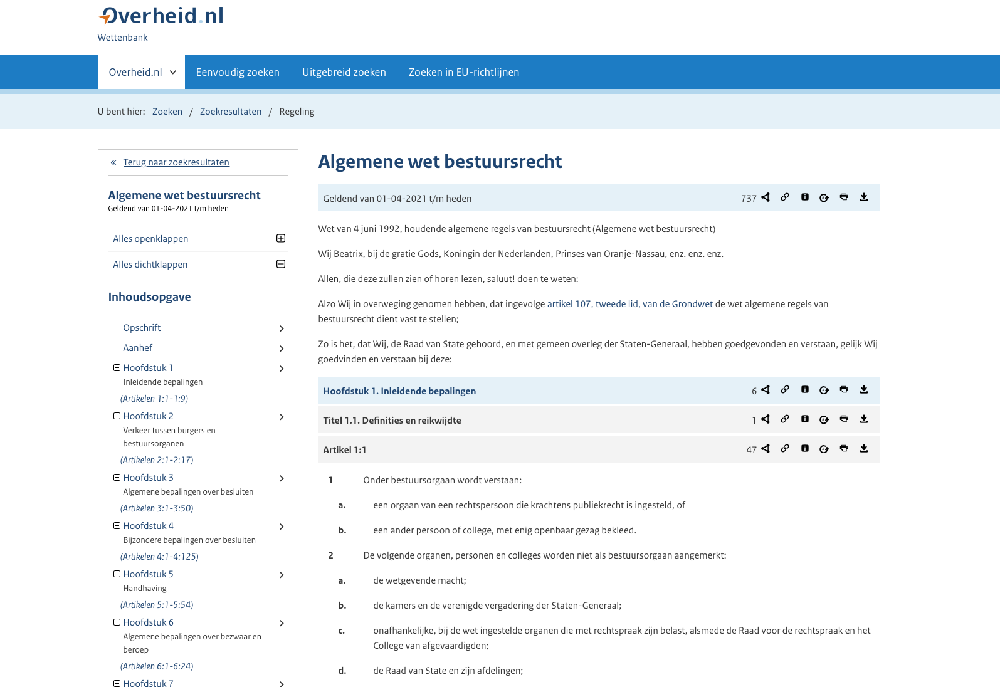 Overheid.nl
Wettenbank
Overheid.nl Eenvoudig zoeken Uitgebreid zoeken Zoeken in EU-richtlijnen
U bent hier: Zoeken / Zoekresultaten / Regeling
« Terug naar zoekresultaten
Algemene wet bestuursrecht
Geldend van 01-04-2021 t/m heden
Alles openklappen
Alles dichtklappen
Inhoudsopgave
Opschrift
Aanhef
Hoofdstuk 1
Inleidende bepalingen
(Artikelen 1:1-1:9)
Hoofdstuk 2
Verkeer tussen burgers en
bestuursorganen
(Artikelen 2:1-2:17)
Hoofdstuk 3
Algemene bepalingen over besluiten
(Artikelen 3:1-3:50)
Hoofdstuk 4
Bijzondere bepalingen over besluiten
(Artikelen 4:1-4:125)
Hoofdstuk 5
Handhaving
(Artikelen 5:1-5:54)
Hoofdstuk 6
Algemene bepalingen over bezwaar en
beroep
(Artikelen 6:1-6:24)
Hoofdstuk 7
Algemene wet bestuursrecht
Geldend van 01-04-2021 t/m heden 737
Wet van 4 juni 1992, houdende algemene regels van bestuursrecht (Algemene wet bestuursrecht)
Wij Beatrix, bij de gratie Gods, Koningin der Nederlanden, Prinses van Oranje-Nassau, enz. enz. enz.
Allen, die deze zullen zien of horen lezen, saluut! doen te weten:
Alzo Wij in overweging genomen hebben, dat ingevolge artikel 107, tweede lid, van de Grondwet de wet algemene regels van
bestuursrecht dient vast te stellen;
Zo is het, dat Wij, de Raad van State gehoord, en met gemeen overleg der Staten-Generaal, hebben goedgevonden en verstaan, gelijk Wij
goedvinden en verstaan bij deze:
Hoofdstuk 1. Inleidende bepalingen 6
Titel 1.1. Definities en reikwijdte 1
Artikel 1:1 47
1 Onder bestuursorgaan wordt verstaan:
a. een orgaan van een rechtspersoon die krachtens publiekrecht is ingesteld, of
b. een ander persoon of college, met enig openbaar gezag bekleed.
2 De volgende organen, personen en colleges worden niet als bestuursorgaan aangemerkt:
a. de wetgevende macht;
b. de kamers en de verenigde vergadering der Staten-Generaal;
c. onafhankelijke, bij de wet ingestelde organen die met rechtspraak zijn belast, alsmede de Raad voor de rechtspraak en het
College van afgevaardigden;
d. de Raad van State en zijn afdelingen;